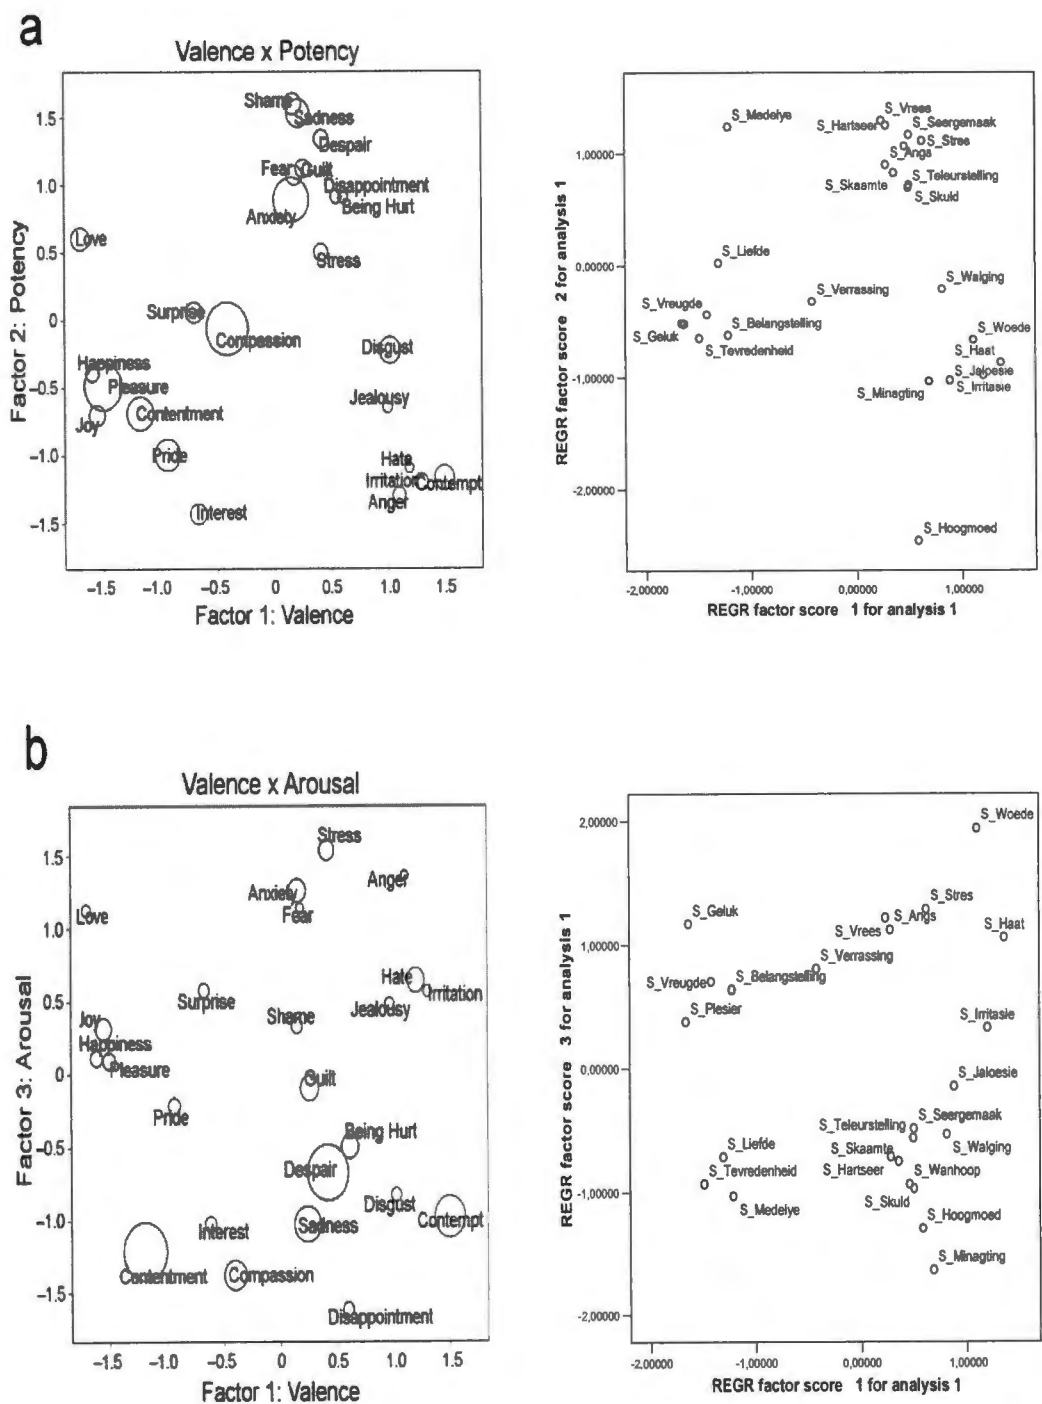 a
Valence x Potency
Factor 2: Potency
1.5
1.0
0.5
0
−0.5
−1.0
−1.5
Shame
Sadness
Despair
Fear
Guilt
Disappointment
Being Hurt
Anxiety
Love
Stress
Surprise
Compassion
Disgust
Happiness
Pleasure
Jealousy
Contentment
Joy
Pride
Hate
Irritation
Contempt
Anger
Interest
−1.5 −1.0 −0.5 0 0.5 1.0 1.5
Factor 1: Valence
REGR factor score 2 for analysis 1
1,00000
0,00000
-1,00000
-2,00000
S_Medelye
S_Vrees
S_Hartseer
S_Seergemaak
S_Stres
S_Angs
S_Skaamte
S_Teleurstelling
S_Skuld
S_Liefde
S_Walging
S_Verrassing
S_Vreugde
S_Geluk
S_Belangstelling
S_Tevredenheid
S_Woede
S_Haat
S_Jaloesie
S_Minagting
S_Irritasie
S_Hoogmoed
-2,00000 -1,00000 0,00000 1,00000
REGR factor score 1 for analysis 1
b
Valence x Arousal
Factor 3: Arousal
1.5
1.0
0.5
0
−0.5
−1.0
−1.5
Stress
Anger
Anxiety
Fear
Love
Hate
Irritation
Surprise
Jealousy
Joy
Shame
Happiness
Pleasure
Guilt
Pride
Being Hurt
Despair
Disgust
Contempt
Interest
Sadness
Contentment
Compassion
Disappointment
−1.5 −1.0 −0.5 0 0.5 1.0 1.5
Factor 1: Valence
REGR factor score 3 for analysis 1
2,00000
1,00000
0,00000
-1,00000
-2,00000
S_Woede
S_Geluk
S_Stres
S_Angs
S_Vrees
S_Haat
S_Verrassing
S_Vreugde
S_Belangstelling
S_Plesier
S_Irritasie
S_Jaloesie
S_Seergemaak
S_Teleurstelling
S_Liefde
S_Skaamte
S_Walging
S_Tevredenheid
S_Hartseer
S_Wanhoop
S_Medelye
S_Skuld
S_Hoogmoed
S_Minagting
-2,00000 -1,00000 0,00000 1,00000
REGR factor score 1 for analysis 1